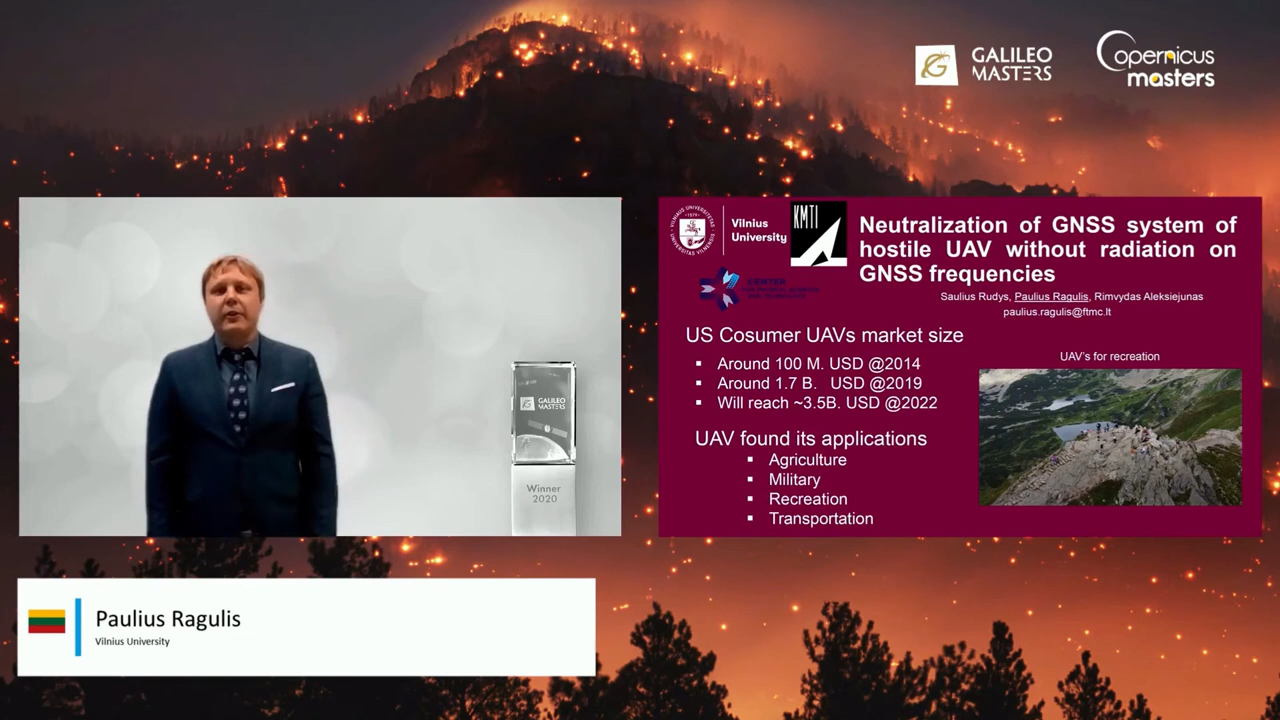 GALILEO
MASTERS
Copernicus
masters
Vilnius
University
KMTI
Neutralization of GNSS system of
hostile UAV without radiation on
GNSS frequencies
Saulius Rudys, Paulius Ragulis, Rimvydas Aleksiejunas
paulius.ragulis@ftmc.lt
US Cosumer UAVs market size
▪ Around 100 M. USD @2014
▪ Around 1.7 B. USD @2019
▪ Will reach ~3.5B. USD @2022
UAV found its applications
▪ Agriculture
▪ Military
▪ Recreation
▪ Transportation
UAV's for recreation
GALILEO
MASTERS
Winner
2020
Paulius Ragulis
Vilnius University